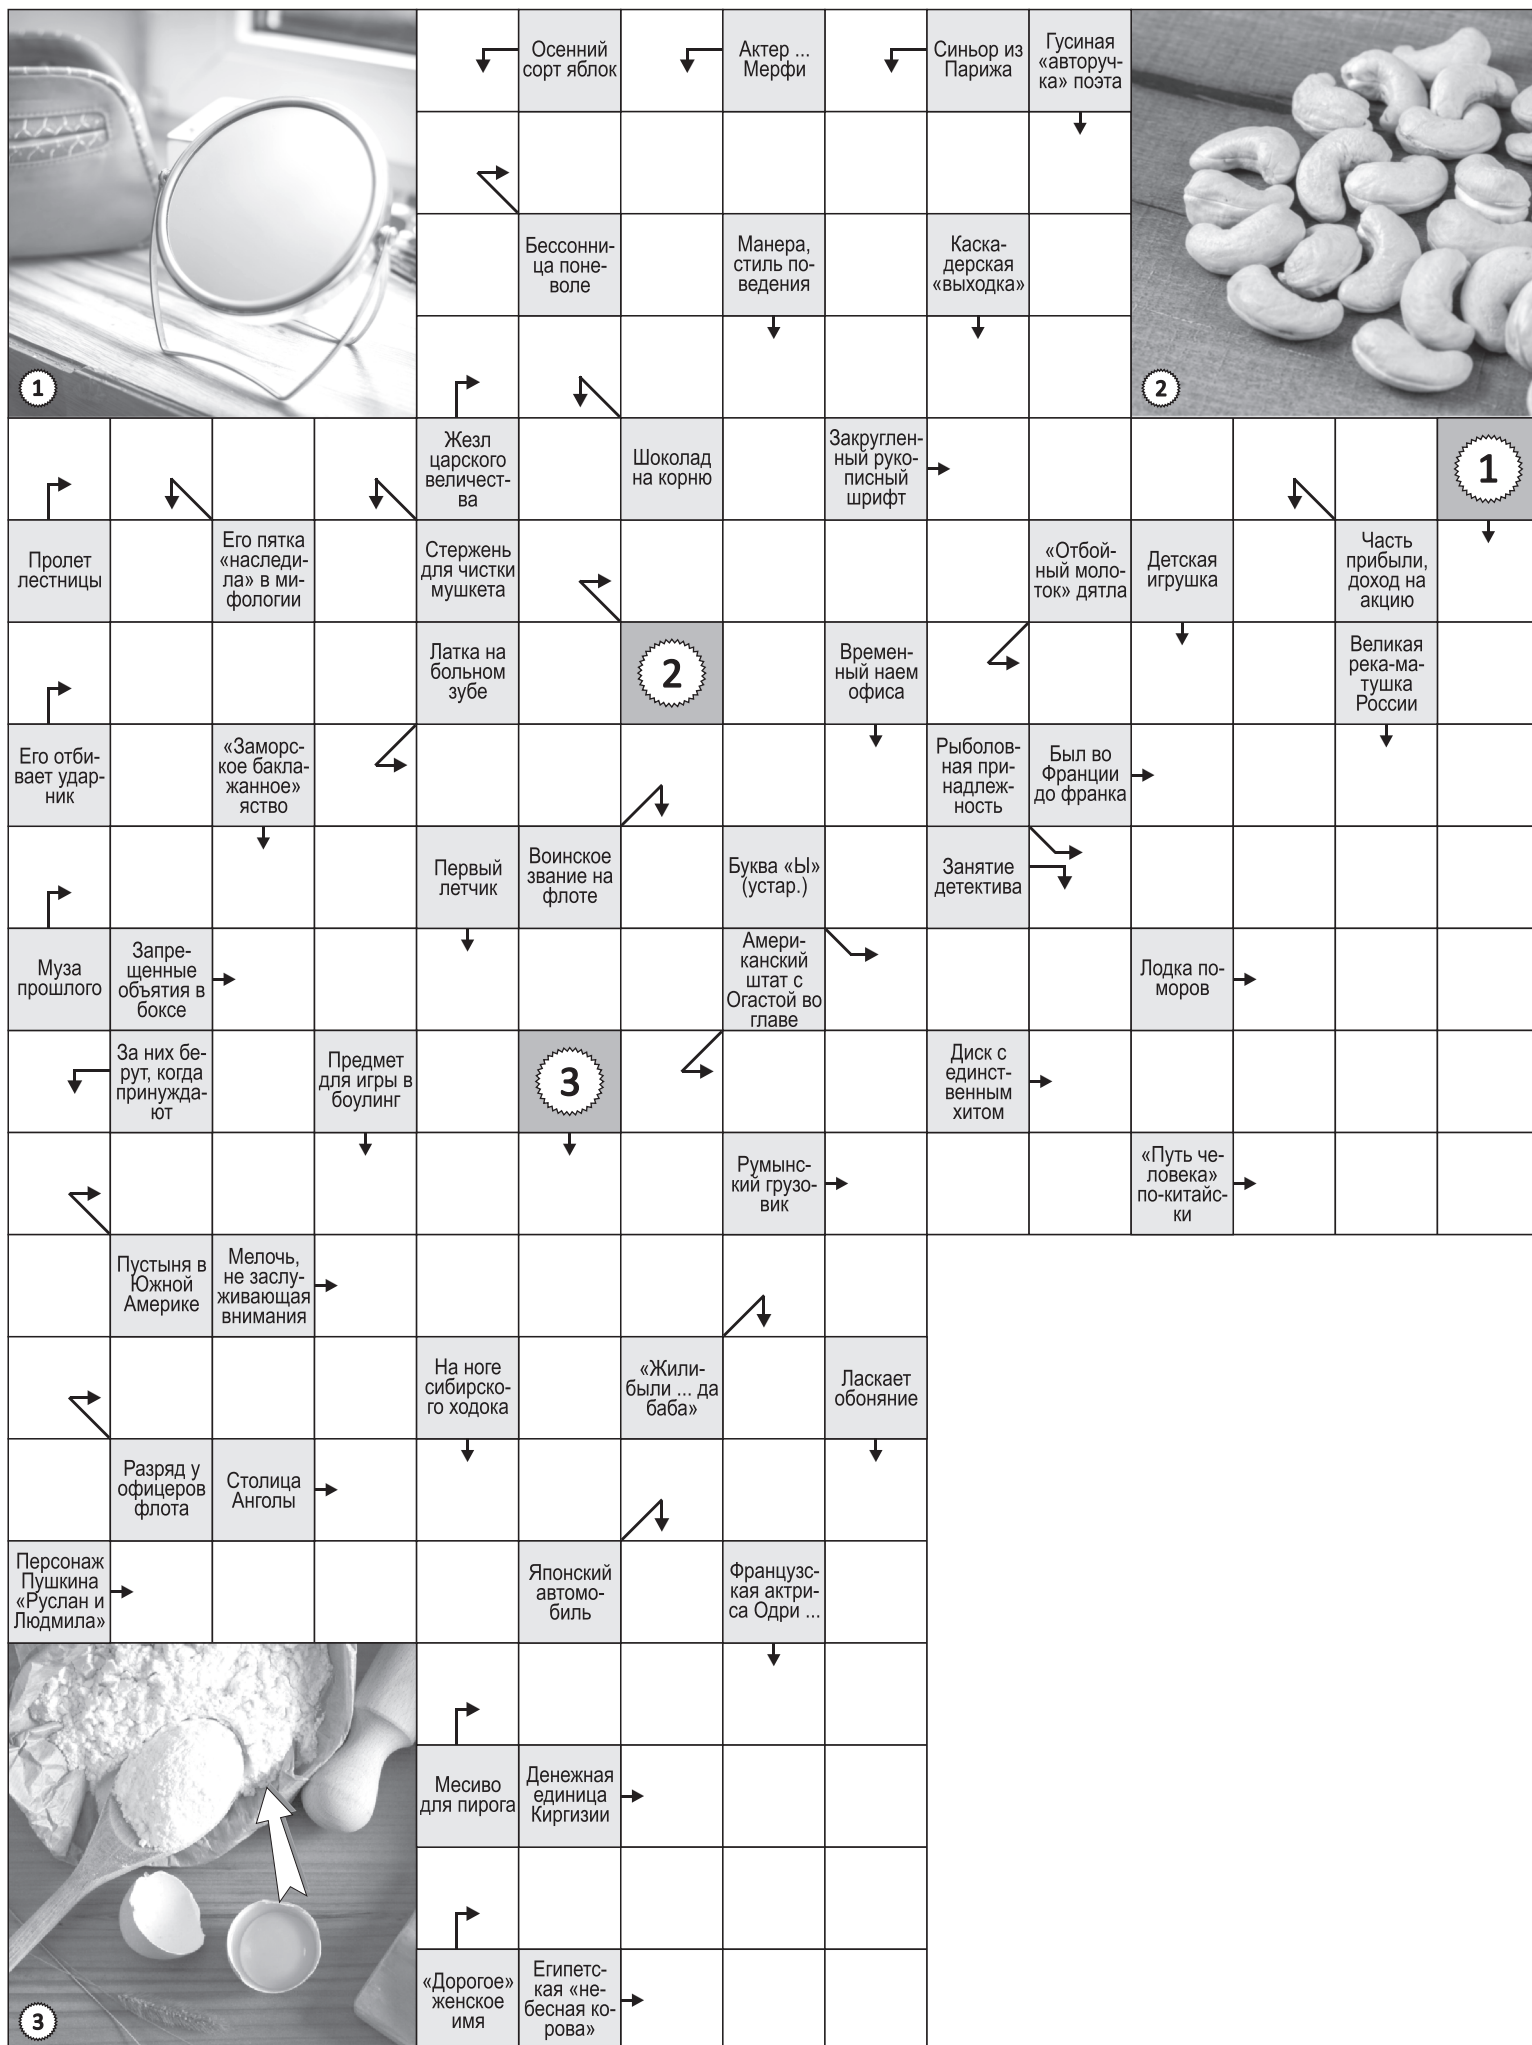 Осенний
сорт яблок
Актер ...
Мерфи
Синьор из
Парижа
Гусиная
«авторуч-
ка» поэта
Бессонни-
ца поне-
воле
Манера,
стиль по-
ведения
Каска-
дерская
«выходка»
1
2
Жезл
царского
величест-
ва
Шоколад
на корню
Закруглен-
ный руко-
писный
шрифт
1
Пролет
лестницы
Его пятка
«наследи-
ла» в ми-
фологии
Стержень
для чистки
мушкета
«Отбой-
ный моло-
ток» дятла
Детская
игрушка
Часть
прибыли,
доход на
акцию
Латка на
больном
зубе
2
Времен-
ный наем
офиса
Великая
река-ма-
тушка
России
Его отби-
вает удар-
ник
«Заморс-
кое бакла-
жанное»
яство
Рыболов-
ная при-
надлеж-
ность
Был во
Франции
до франка
Первый
летчик
Воинское
звание на
флоте
Буква «Ы»
(устар.)
Занятие
детектива
Муза
прошлого
Запре-
щенные
объятия в
боксе
Амери-
канский
штат с
Огастой во
главе
Лодка по-
моров
За них бе-
рут, когда
принужда-
ют
Предмет
для игры в
боулинг
3
Диск с
единст-
венным
хитом
Румынс-
кий грузо-
вик
«Путь че-
ловека»
по-китайс-
ки
Пустыня в
Южной
Америке
Мелочь,
не заслу-
живающая
внимания
На ноге
сибирско-
го ходока
«Жили-
были ... да
баба»
Ласкает
обоняние
Разряд у
офицеров
флота
Столица
Анголы
Персонаж
Пушкина
«Руслан и
Людмила»
Японский
автомо-
биль
Французс-
кая актри-
са Одри ...
Месиво
для пирога
Денежная
единица
Киргизии
3
«Дорогое»
женское
имя
Египетс-
кая «не-
бесная ко-
рова»